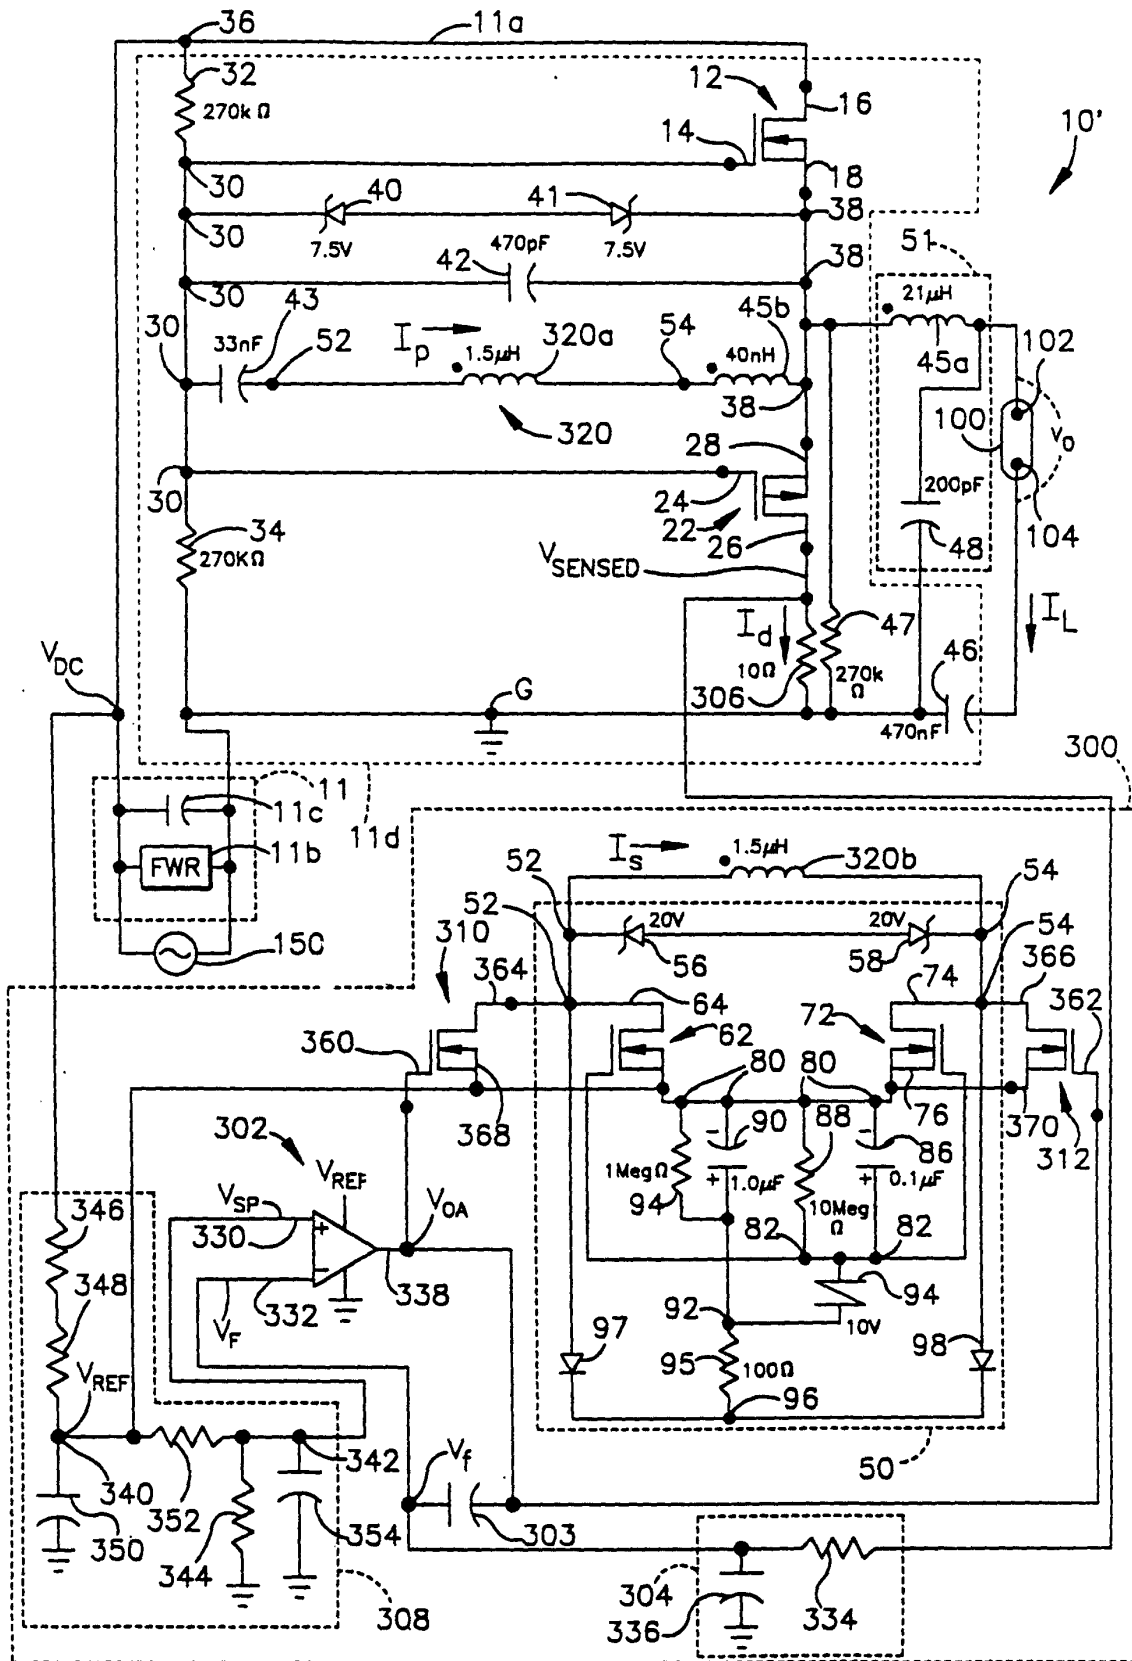 36
11a
32
270kΩ
12
16
10'
14
30
18
40
41
38
30
7.5V
7.5V
470pF
42
38
51
30
43
45b
21μH
30
33nF
52
Ip
1.5μH
320a
54
40nH
45a
102
38
100
Vo
320
28
30
24
200pF
34
22
26
104
48
270KΩ
VSENSED
Id
47
IL
VDC
10Ω
46
G
306
270k
Ω
470nF
300
11
11c
11d
11b
FWR
Is
1.5μH
320b
52
54
52
20V
20V
54
150
310
56
58
364
74
366
64
72
362
360
62
80
80
368
90
88
76
86
370
312
302
1MegΩ
VREF
94
1.0μF
10Meg
Ω
0.1μF
VSP
VOA
346
330
+
82
82
348
−
332
338
92
94
VF
97
10V
98
95
100Ω
VREF
96
342
Vf
50
340
352
354
350
303
344
304
308
336
334